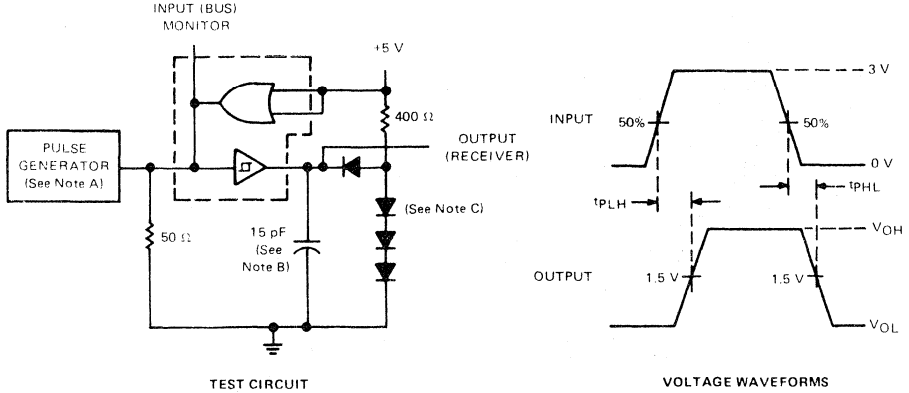 INPUT (BUS)
MONITOR
+5 V
400 Ω
OUTPUT
(RECEIVER)
PULSE
GENERATOR
(See Note A)
50 Ω
15 pF
(See
Note B)
(See Note C)
TEST CIRCUIT
3 V
INPUT
50%
50%
0 V
tPLH
tPHL
VOH
OUTPUT
1.5 V
1.5 V
VOL
VOLTAGE WAVEFORMS